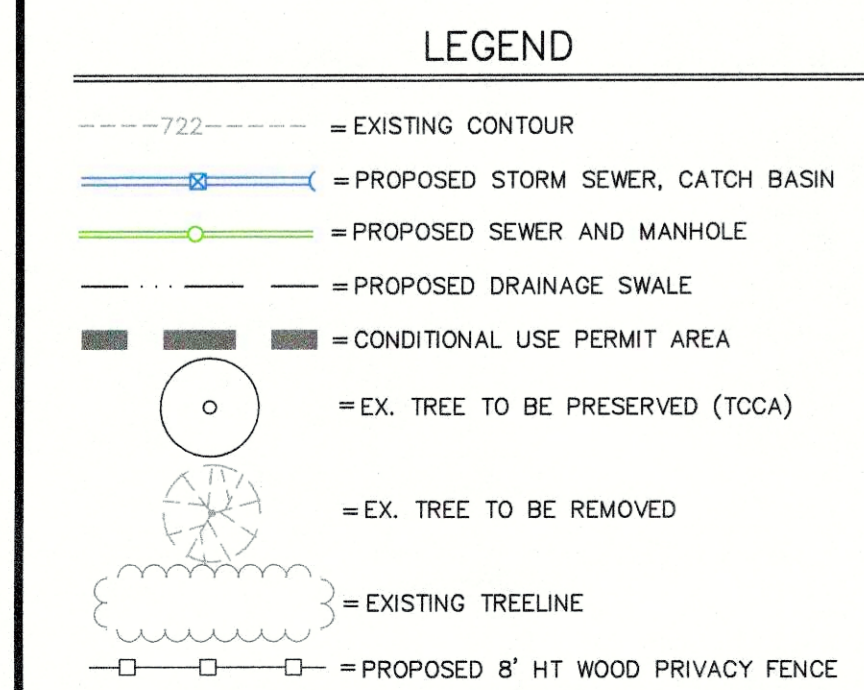 LEGEND
722 = EXISTING CONTOUR
= PROPOSED STORM SEWER, CATCH BASIN
= PROPOSED SEWER AND MANHOLE
= PROPOSED DRAINAGE SWALE
= CONDITIONAL USE PERMIT AREA
= EX. TREE TO BE PRESERVED (TCCA)
= EX. TREE TO BE REMOVED
= EXISTING TREELINE
= PROPOSED 8' HT WOOD PRIVACY FENCE